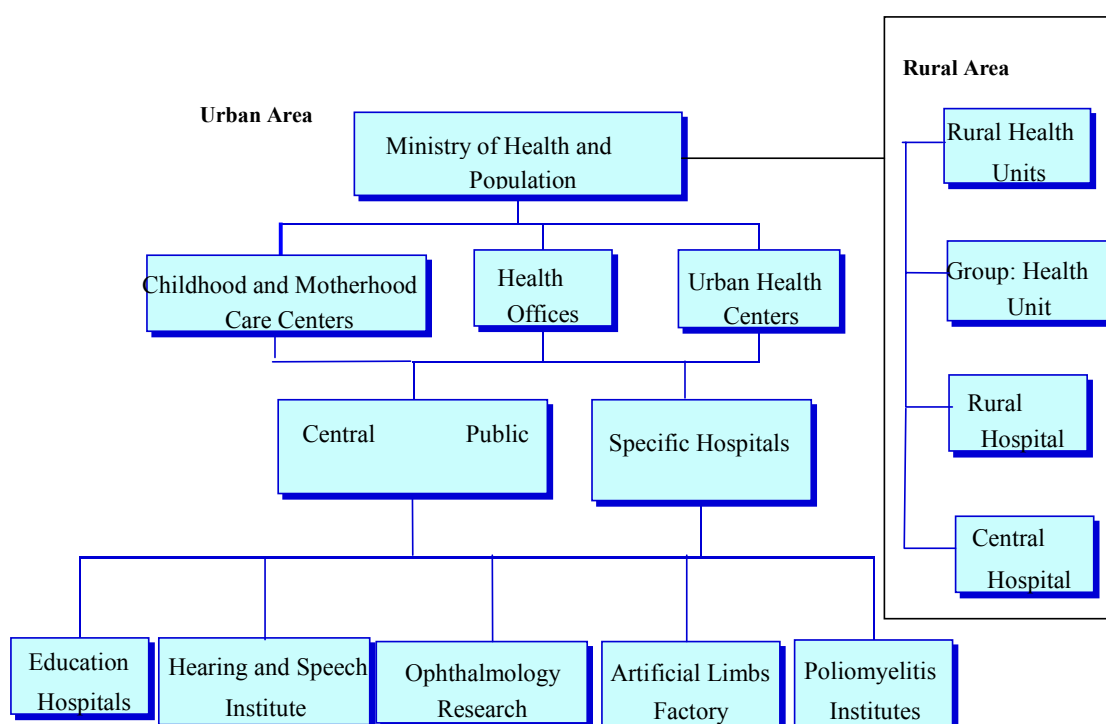 Urban Area
Ministry of Health and
Population
Childhood and Motherhood
Care Centers
Health
Offices
Urban Health
Centers
Central Public
Specific Hospitals
Education
Hospitals
Hearing and Speech
Institute
Ophthalmology
Research
Artificial Limbs
Factory
Poliomyelitis
Institutes
Rural Area
Rural Health
Units
Group: Health
Unit
Rural
Hospital
Central
Hospital